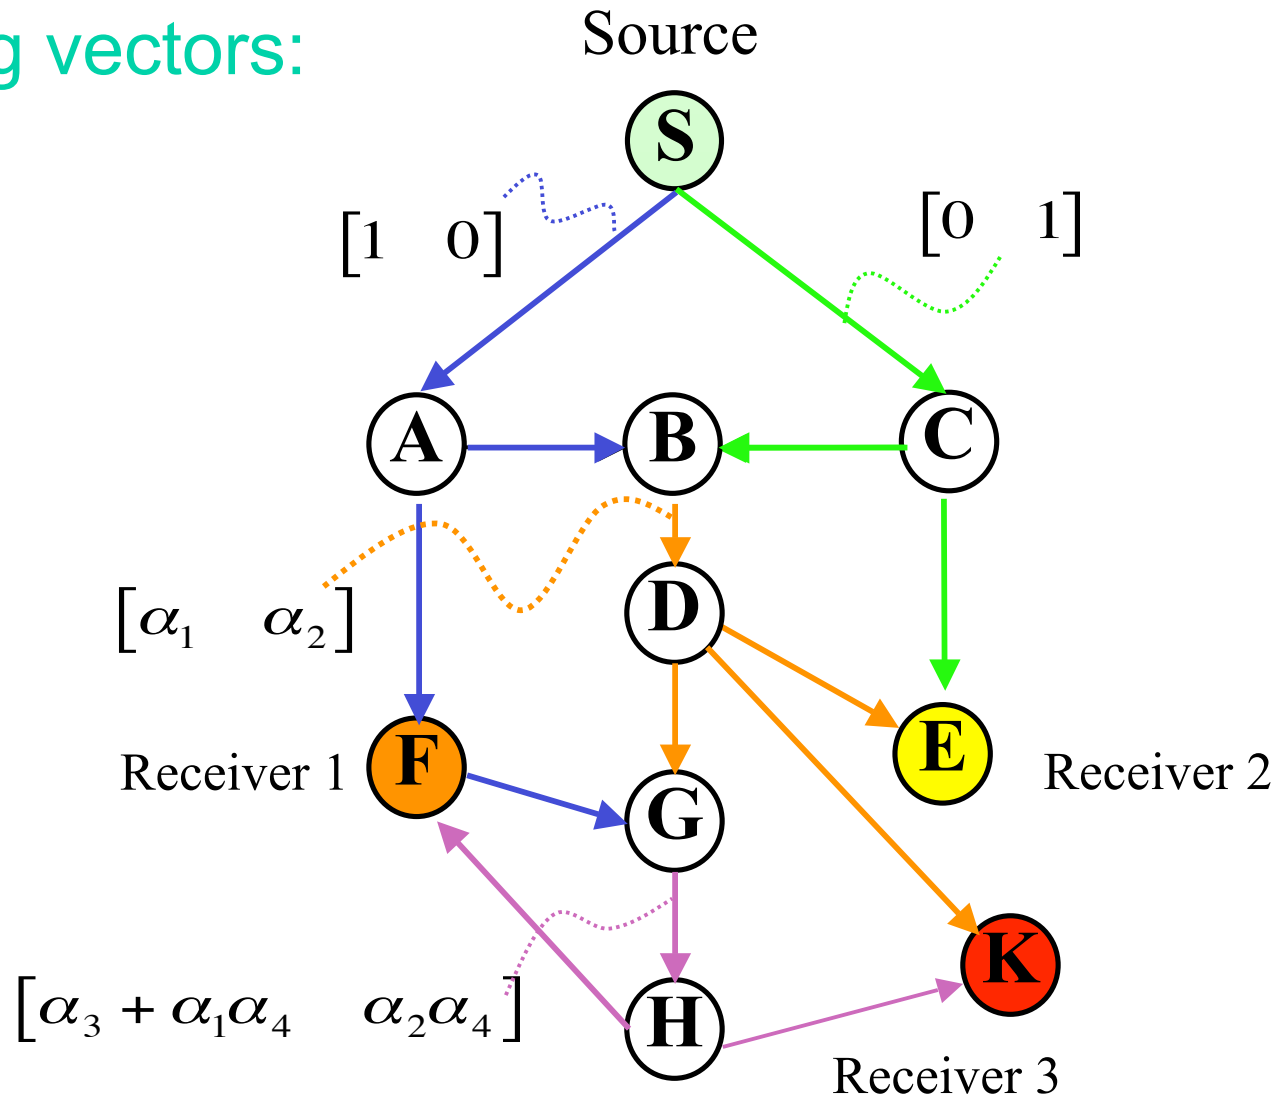 g vectors:
Source
S
[1 0]
[0 1]
A
B
C
[α₁ α₂]
D
Receiver 1
F
E
Receiver 2
G
K
[α₃ + α₁α₄ α₂α₄]
H
Receiver 3